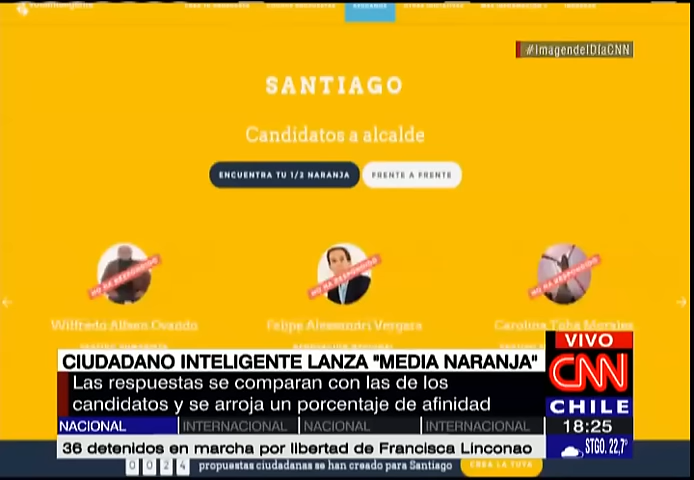 #ImagendelDíaCNN
SANTIAGO
Candidatos a alcalde
ENCUENTRA TU 1/2 NARANJA
FRENTE A FRENTE
NO HA RESPONDIDO
NO HA RESPONDIDO
NO HA RESPONDIDO
Felipe Alessandri Vergara
Carolina Tohá Morales
VIVO
CNN
CHILE
18:25
STGO. 22,7°
CIUDADANO INTELIGENTE LANZA "MEDIA NARANJA"
Las respuestas se comparan con las de los
candidatos y se arroja un porcentaje de afinidad
NACIONAL INTERNACIONAL NACIONAL INTERNACIONAL
36 detenidos en marcha por libertad de Francisca Linconao
0 0 2 4 propuestas ciudadanas se han creado para Santiago CREA LA TUYA